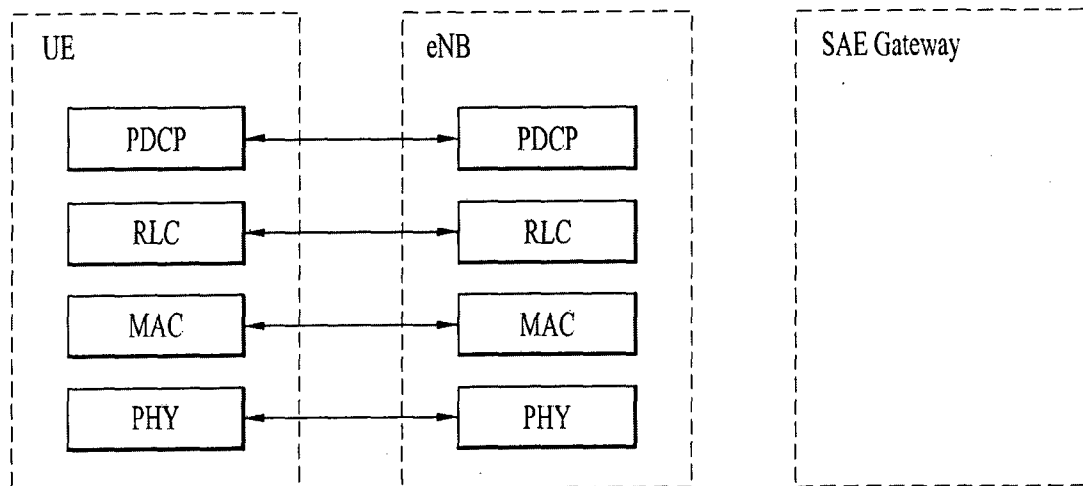 UE
eNB
SAE Gateway
PDCP
PDCP
RLC
RLC
MAC
MAC
PHY
PHY